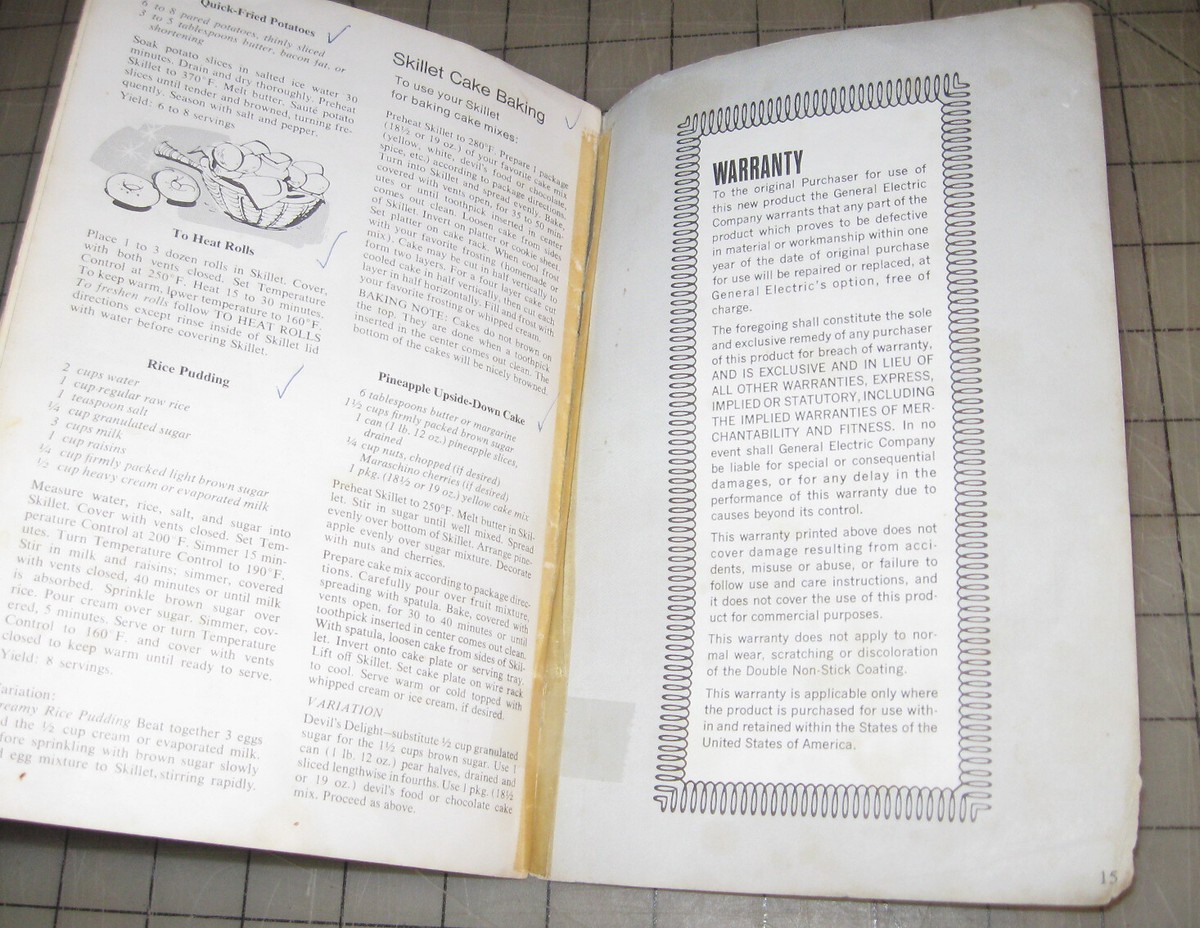 Quick-Fried Potatoes
6 to 8 pared potatoes, thinly sliced
3 to 5 tablespoons butter, bacon fat, or
shortening
Soak potato slices in salted ice water 30
minutes. Drain and dry thoroughly. Preheat
Skillet to 370°F. Melt butter. Sauté potato
slices until tender and browned, turning fre-
quently. Season with salt and pepper.
Yield: 6 to 8 servings
To Heat Rolls
Place 1 to 3 dozen rolls in Skillet. Cover,
with both vents closed. Set Temperature
Control at 250°F. Heat 15 to 30 minutes.
To keep warm, lower temperature to 160°F.
To freshen rolls follow TO HEAT ROLLS
directions except rinse inside of Skillet lid
with water before covering Skillet.
Rice Pudding
2 cups water
1 cup regular raw rice
1 teaspoon salt
¼ cup granulated sugar
3 cups milk
1 cup raisins
¼ cup firmly packed light brown sugar
½ cup heavy cream or evaporated milk
Measure water, rice, salt, and sugar into
Skillet. Cover with vents closed. Set Tem-
perature Control at 200°F. Simmer 15 min-
utes. Turn Temperature Control to 190°F.
Stir in milk and raisins; simmer, covered
with vents closed, 40 minutes or until milk
is absorbed. Sprinkle brown sugar over
rice. Pour cream over sugar. Simmer, cov-
ered, 5 minutes. Serve or turn Temperature
Control to 160°F. and cover with vents
closed to keep warm until ready to serve.
Yield: 8 servings.
ariation:
reamy Rice Pudding Beat together 3 eggs
d the ½ cup cream or evaporated milk.
fore sprinkling with brown sugar slowly
d egg mixture to Skillet, stirring rapidly.
Skillet Cake Baking
To use your Skillet
for baking cake mixes:
Preheat Skillet to 280°F. Prepare 1 package
(18½ or 19 oz.) of your favorite cake mix
(yellow, white, devil's food or chocolate,
spice, etc.) according to package directions.
Turn into Skillet and spread evenly. Bake,
covered with vents open, for 35 to 50 min-
utes or until toothpick inserted in center
comes out clean. Loosen cake from sides
of Skillet. Invert on platter or cookie sheet.
Set platter on cake rack. When cool frost
with your favorite frosting (homemade or
mix). Cake may be cut in half vertically to
form two layers. For a four layer cake cut
cooled cake in half vertically, then cut each
layer in half horizontally. Fill and frost with
your favorite frosting or whipped cream.
BAKING NOTE: Cakes do not brown on
the top. They are done when a toothpick
inserted in the center comes out clean. The
bottom of the cakes will be nicely browned.
Pineapple Upside-Down Cake
6 tablespoons butter or margarine
1½ cups firmly packed brown sugar
1 can (1 lb. 12 oz.) pineapple slices,
drained
¼ cup nuts, chopped (if desired)
Maraschino cherries (if desired)
1 pkg. (18½ or 19 oz.) yellow cake mix
Preheat Skillet to 250°F. Melt butter in Skil-
let. Stir in sugar until well mixed. Spread
evenly over bottom of Skillet. Arrange pine-
apple evenly over sugar mixture. Decorate
with nuts and cherries.
Prepare cake mix according to package direc-
tions. Carefully pour over fruit mixture,
spreading with spatula. Bake, covered with
vents open, for 30 to 40 minutes or until
toothpick inserted in center comes out clean.
With spatula, loosen cake from sides of Skil-
let. Invert onto cake plate or serving tray.
Lift off Skillet. Set cake plate on wire rack
to cool. Serve warm or cold topped with
whipped cream or ice cream, if desired.
VARIATION
Devil's Delight—substitute ½ cup granulated
sugar for the 1½ cups brown sugar. Use 1
can (1 lb. 12 oz.) pear halves, drained and
sliced lengthwise in fourths. Use 1 pkg. (18½
or 19 oz.) devil's food or chocolate cake
mix. Proceed as above.
WARRANTY
To the original Purchaser for use of
this new product the General Electric
Company warrants that any part of the
product which proves to be defective
in material or workmanship within one
year of the date of original purchase
for use will be repaired or replaced, at
General Electric's option, free of
charge.
The foregoing shall constitute the sole
and exclusive remedy of any purchaser
of this product for breach of warranty,
AND IS EXCLUSIVE AND IN LIEU OF
ALL OTHER WARRANTIES, EXPRESS,
IMPLIED OR STATUTORY, INCLUDING
THE IMPLIED WARRANTIES OF MER-
CHANTABILITY AND FITNESS. In no
event shall General Electric Company
be liable for special or consequential
damages, or for any delay in the
performance of this warranty due to
causes beyond its control.
This warranty printed above does not
cover damage resulting from acci-
dents, misuse or abuse, or failure to
follow use and care instructions, and
it does not cover the use of this prod-
uct for commercial purposes.
This warranty does not apply to nor-
mal wear, scratching or discoloration
of the Double Non-Stick Coating.
This warranty is applicable only where
the product is purchased for use with-
in and retained within the States of the
United States of America.
15